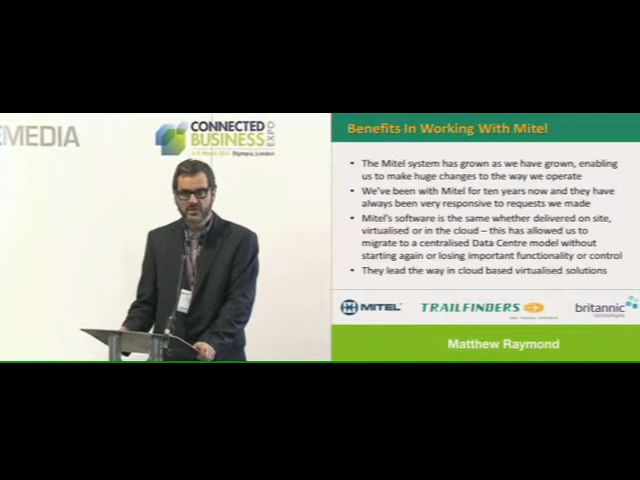 EMEDIA
CONNECTED
BUSINESS
EXPO
Olympia, London
Benefits In Working With Mitel
• The Mitel system has grown as we have grown, enabling
us to make huge changes to the way we operate
• We've been with Mitel for ten years now and they have
always been very responsive to requests we made
• Mitel's software is the same whether delivered on site,
virtualised or in the cloud – this has allowed us to
migrate to a centralised Data Centre model without
starting again or losing important functionality or control
• They lead the way in cloud based virtualised solutions
MITEL
TRAILFINDERS
THE TRAVEL EXPERTS
britannic
technologies
Matthew Raymond